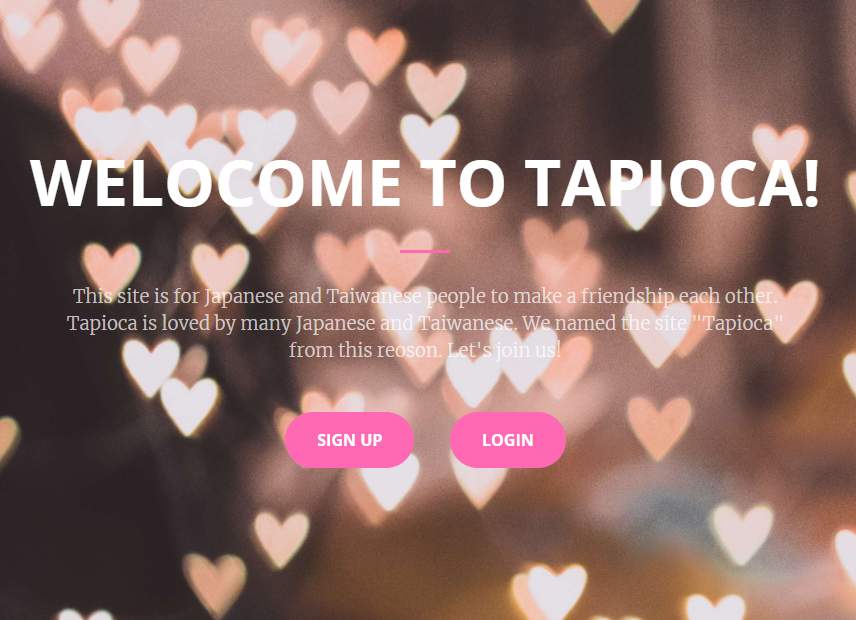 WELOCOME TO TAPIOCA!
This site is for Japanese and Taiwanese people to make a friendship each other.
Tapioca is loved by many Japanese and Taiwanese. We named the site "Tapioca"
from this reoson. Let's join us!
SIGN UP
LOGIN